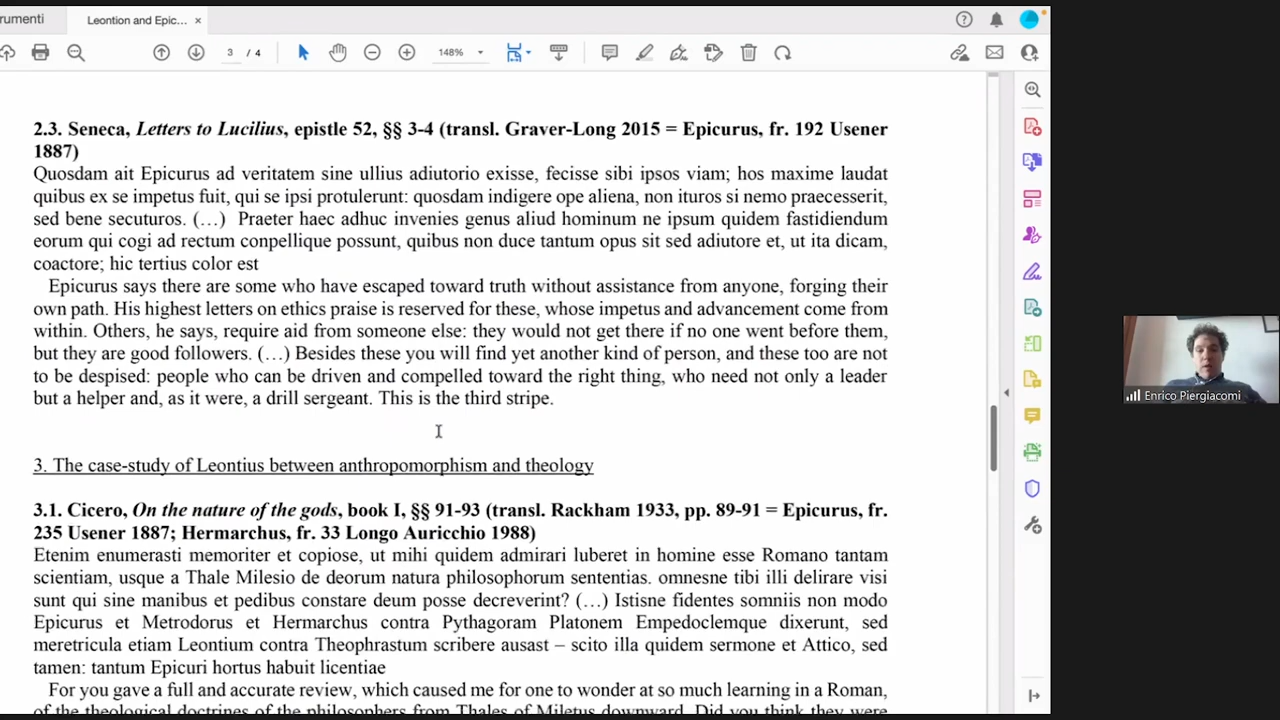 rumenti
Leontion and Epic... ×
3 / 4
148%
2.3. Seneca, Letters to Lucilius, epistle 52, §§ 3-4 (transl. Graver-Long 2015 = Epicurus, fr. 192 Usener
1887)
Quosdam ait Epicurus ad veritatem sine ullius adiutorio exisse, fecisse sibi ipsos viam; hos maxime laudat
quibus ex se impetus fuit, qui se ipsi protulerunt: quosdam indigere ope aliena, non ituros si nemo praecesserit,
sed bene secuturos. (…) Praeter haec adhuc invenies genus aliud hominum ne ipsum quidem fastidiendum
eorum qui cogi ad rectum conpellique possunt, quibus non duce tantum opus sit sed adiutore et, ut ita dicam,
coactore; hic tertius color est
Epicurus says there are some who have escaped toward truth without assistance from anyone, forging their
own path. His highest letters on ethics praise is reserved for these, whose impetus and advancement come from
within. Others, he says, require aid from someone else: they would not get there if no one went before them,
but they are good followers. (…) Besides these you will find yet another kind of person, and these too are not
to be despised: people who can be driven and compelled toward the right thing, who need not only a leader
but a helper and, as it were, a drill sergeant. This is the third stripe.
3. The case-study of Leontius between anthropomorphism and theology
3.1. Cicero, On the nature of the gods, book I, §§ 91-93 (transl. Rackham 1933, pp. 89-91 = Epicurus, fr.
235 Usener 1887; Hermarchus, fr. 33 Longo Auricchio 1988)
Etenim enumerasti memoriter et copiose, ut mihi quidem admirari luberet in homine esse Romano tantam
scientiam, usque a Thale Milesio de deorum natura philosophorum sententias. omnesne tibi illi delirare visi
sunt qui sine manibus et pedibus constare deum posse decreverint? (…) Istisne fidentes somniis non modo
Epicurus et Metrodorus et Hermarchus contra Pythagoram Platonem Empedoclemque dixerunt, sed
meretricula etiam Leontium contra Theophrastum scribere ausast – scito illa quidem sermone et Attico, sed
tamen: tantum Epicuri hortus habuit licentiae
For you gave a full and accurate review, which caused me for one to wonder at so much learning in a Roman,
of the theological doctrines of the philosophers from Thales of Miletus downward. Did you think they were
Enrico Piergiacomi